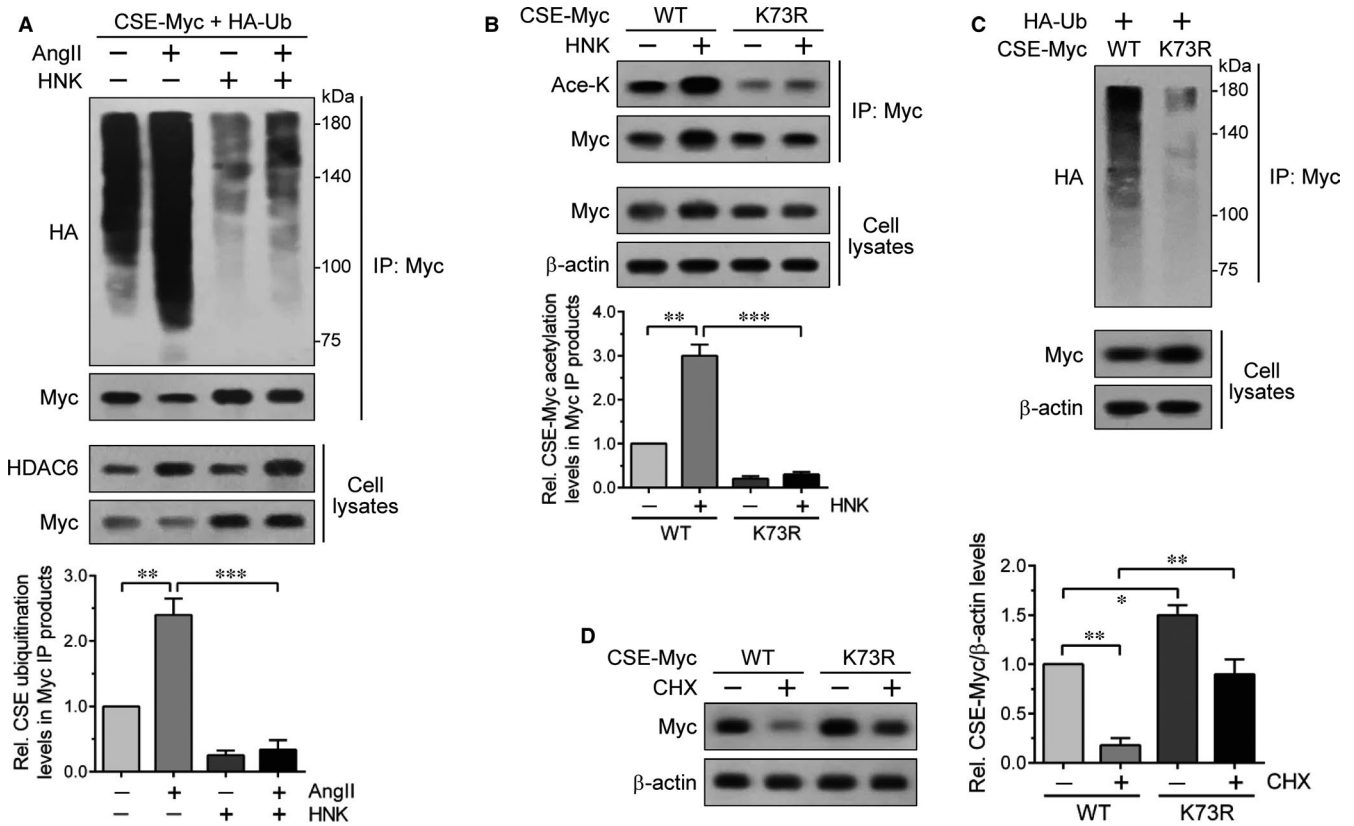 A
CSE-Myc + HA-Ub
AngII – + – +
HNK – – + +
kDa
HA
-180
-140
-100
-75
IP: Myc
Myc
HDAC6
Myc
Cell
lysates
Rel. CSE ubiquitination
levels in Myc IP products
3.0
2.0
1.0
0.0
**
***
– + – + AngII
– – + + HNK
B
CSE-Myc WT K73R
HNK – + – +
Ace-K
Myc
IP: Myc
Myc
β-actin
Cell
lysates
Rel. CSE-Myc acetylation
levels in Myc IP products
4.0
3.0
2.0
1.0
0.0
**
***
– + – + HNK
WT K73R
C
HA-Ub + +
CSE-Myc WT K73R
kDa
HA
-180
-140
-100
-75
IP: Myc
Myc
β-actin
Cell
lysates
D
CSE-Myc WT K73R
CHX – + – +
Myc
β-actin
Rel. CSE-Myc/β-actin levels
2.0
1.5
1.0
0.5
0.0
**
*
**
– + – + CHX
WT K73R